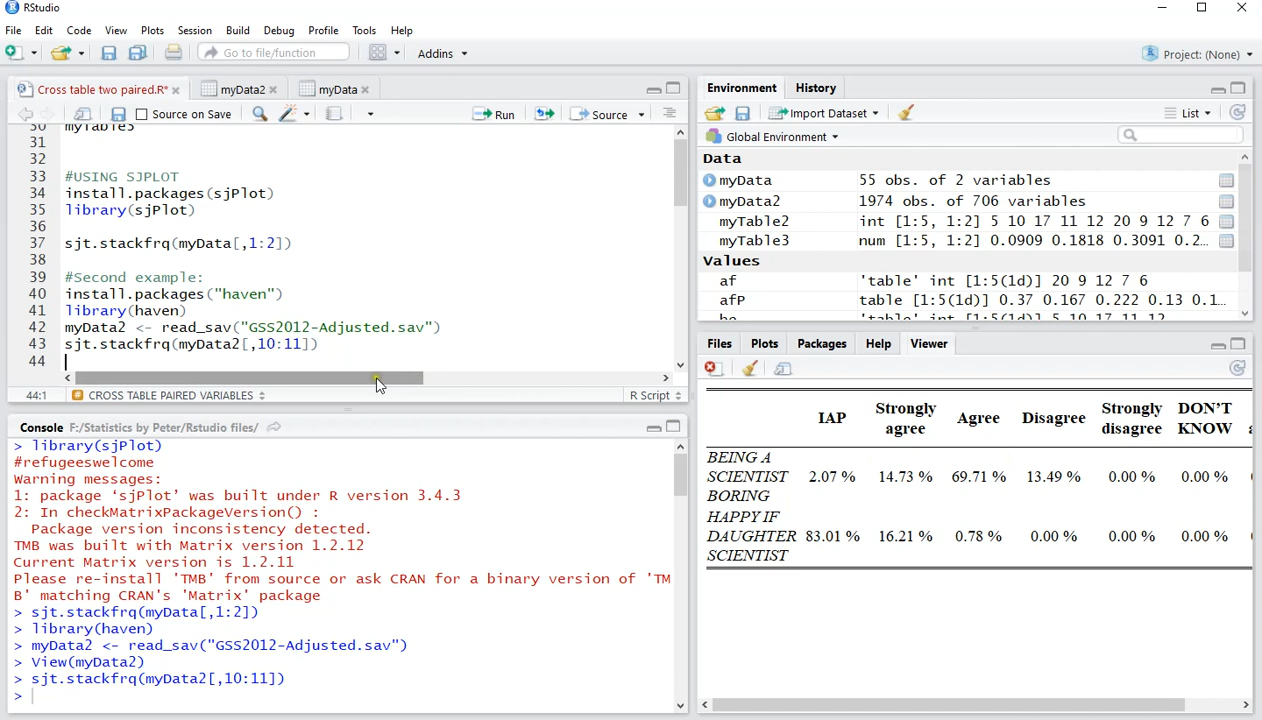 RStudio
File Edit Code View Plots Session Build Debug Profile Tools Help
Go to file/function Addins Project: (None)
Cross table two paired.R* myData2 myData
Source on Save Run Source
30 myTable3
31
32
33 #USING SJPLOT
34 install.packages(sjPlot)
35 library(sjPlot)
36
37 sjt.stackfrq(myData[,1:2])
38
39 #Second example:
40 install.packages("haven")
41 library(haven)
42 myData2 <- read_sav("GSS2012-Adjusted.sav")
43 sjt.stackfrq(myData2[,10:11])
44
44:1 CROSS TABLE PAIRED VARIABLES R Script
Console F:/Statistics by Peter/Rstudio files/
> library(sjPlot)
#refugeeswelcome
Warning messages:
1: package ‘sjPlot’ was built under R version 3.4.3
2: In checkMatrixPackageVersion() :
Package version inconsistency detected.
TMB was built with Matrix version 1.2.12
Current Matrix version is 1.2.11
Please re-install 'TMB' from source or ask CRAN for a binary version of 'TM
B' matching CRAN's 'Matrix' package
> sjt.stackfrq(myData[,1:2])
> library(haven)
> myData2 <- read_sav("GSS2012-Adjusted.sav")
> View(myData2)
> sjt.stackfrq(myData2[,10:11])
>
Environment History
Import Dataset List
Global Environment
Data
myData 55 obs. of 2 variables
myData2 1974 obs. of 706 variables
myTable2 int [1:5, 1:2] 5 10 17 11 12 20 9 12 7 6
myTable3 num [1:5, 1:2] 0.0909 0.1818 0.3091 0.2…
Values
af 'table' int [1:5(1d)] 20 9 12 7 6
afP table [1:5(1d)] 0.37 0.167 0.222 0.13 0.1…
be 'table' int [1:5(1d)] 5 10 17 11 12
Files Plots Packages Help Viewer
IAP Strongly agree Agree Disagree Strongly disagree DON'T KNOW
BEING A SCIENTIST BORING 2.07 % 14.73 % 69.71 % 13.49 % 0.00 % 0.00 %
HAPPY IF DAUGHTER SCIENTIST 83.01 % 16.21 % 0.78 % 0.00 % 0.00 % 0.00 %